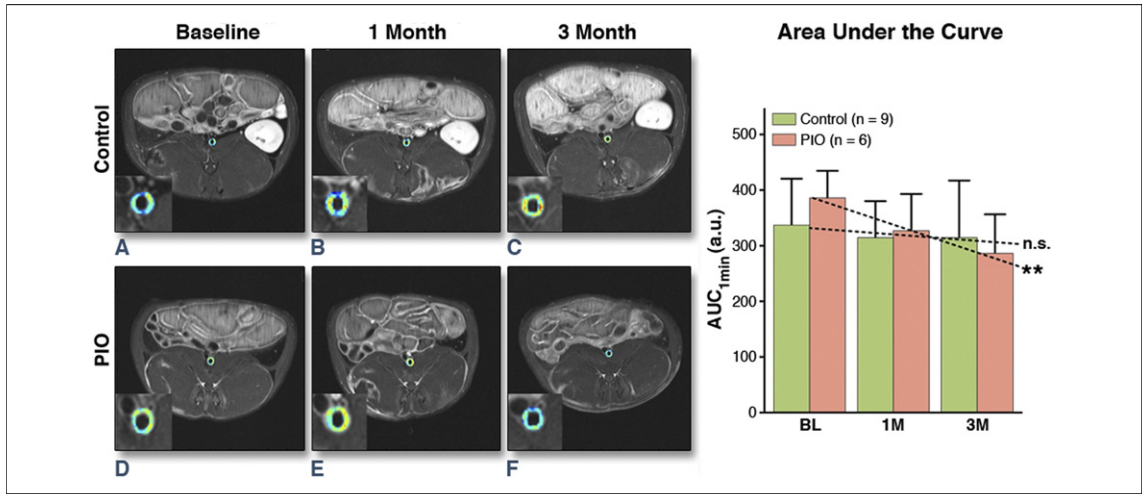 Baseline
1 Month
3 Month
Control
A
B
C
PIO
D
E
F
Area Under the Curve
Control (n = 9)
PIO (n = 6)
AUC1min (a.u.)
500
400
300
200
100
0
n.s.
**
BL
1M
3M